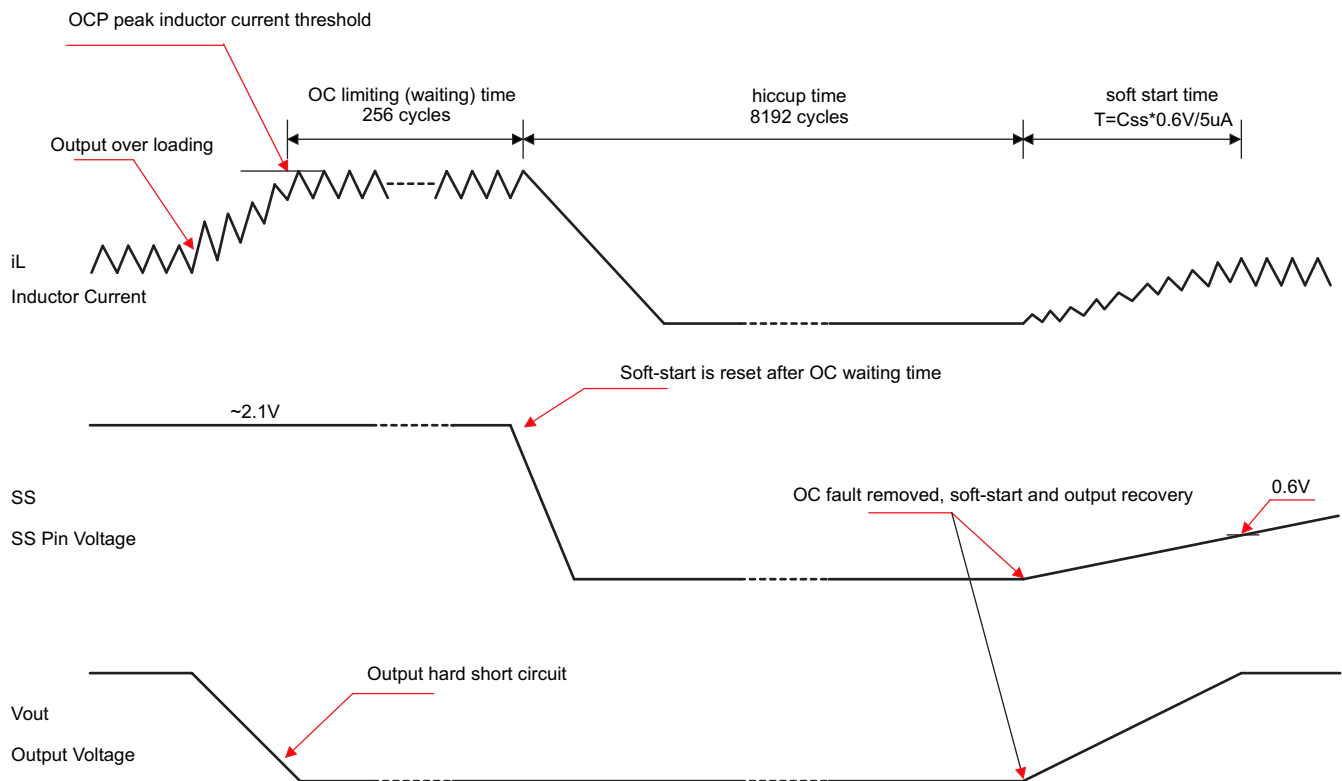 OCP peak inductor current threshold
OC limiting (waiting) time
256 cycles
hiccup time
8192 cycles
soft start time
T=Css*0.6V/5uA
Output over loading
iL
Inductor Current
Soft-start is reset after OC waiting time
~2.1V
SS
SS Pin Voltage
OC fault removed, soft-start and output recovery
0.6V
Output hard short circuit
Vout
Output Voltage